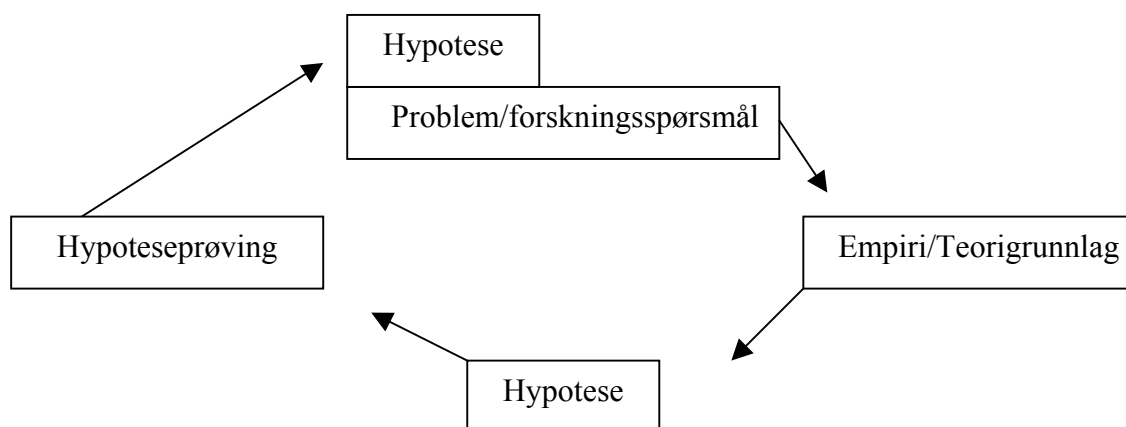 Hypotese
Problem/forskningsspørsmål
Hypoteseprøving
Empiri/Teorigrunnlag
Hypotese